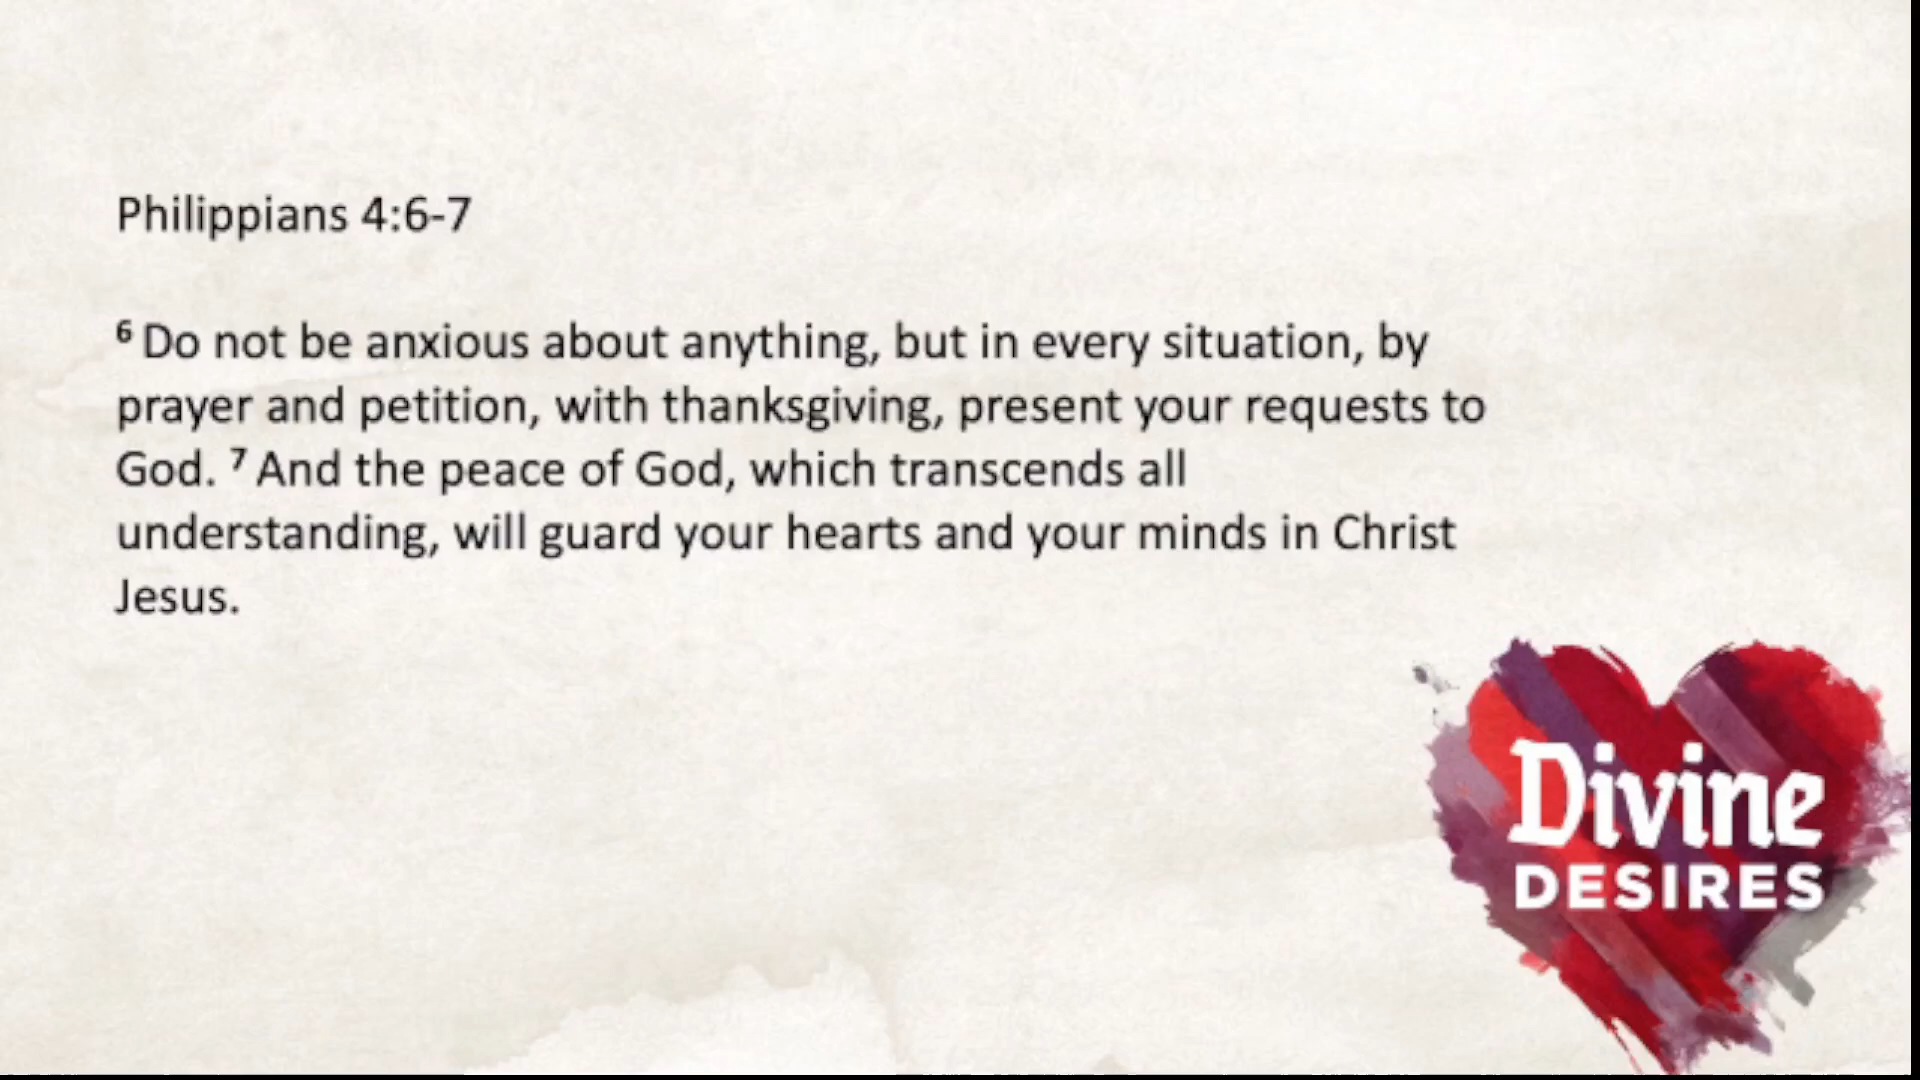 Philippians 4:6-7
⁶ Do not be anxious about anything, but in every situation, by
prayer and petition, with thanksgiving, present your requests to
God. ⁷ And the peace of God, which transcends all
understanding, will guard your hearts and your minds in Christ
Jesus.
Divine
DESIRES